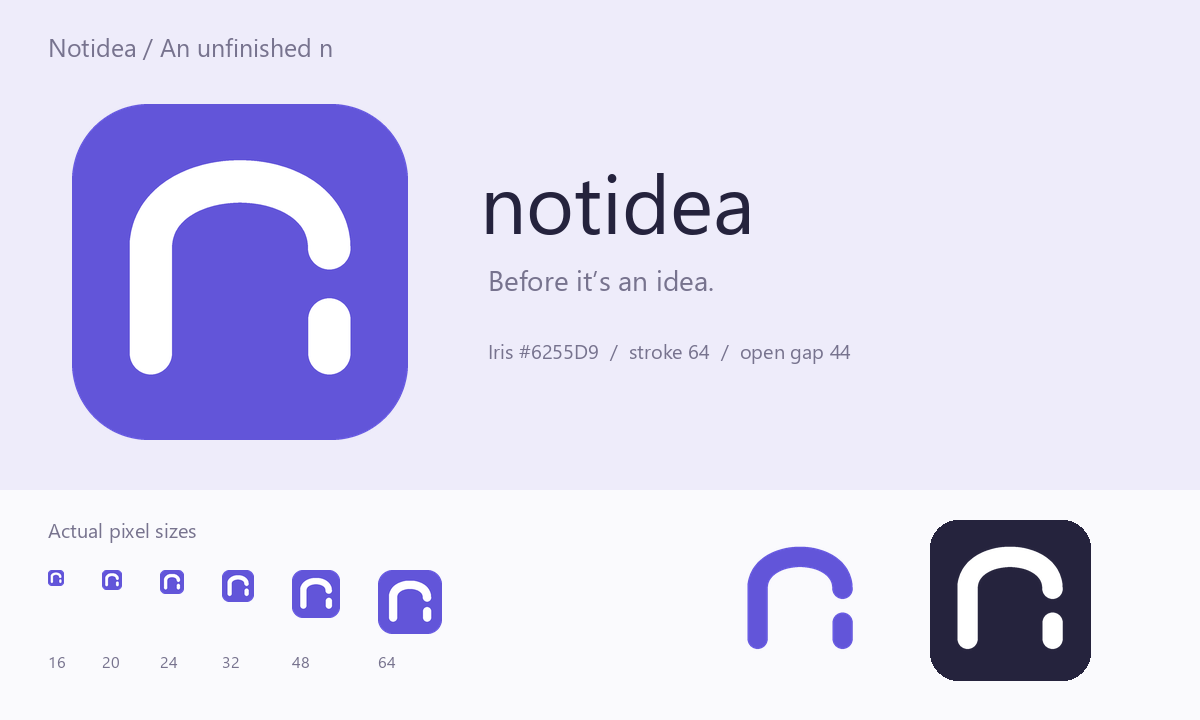 Notidea / An unfinished n
notidea
Before it’s an idea.
Iris #6255D9 / stroke 64 / open gap 44
Actual pixel sizes
16 20 24 32 48 64